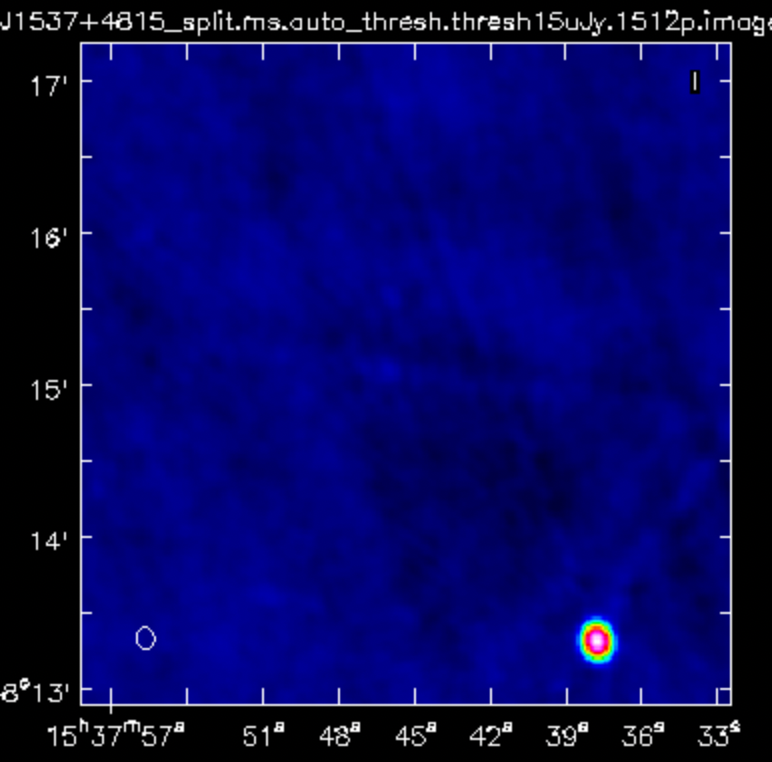 J1537+4815_split.ms.auto_thresh.thresh15uJy.1512p.image
I
17'
16'
15'
14'
8°13'
15ʰ37ᵐ57ˢ 51ˢ 48ˢ 45ˢ 42ˢ 39ˢ 36ˢ 33ˢ